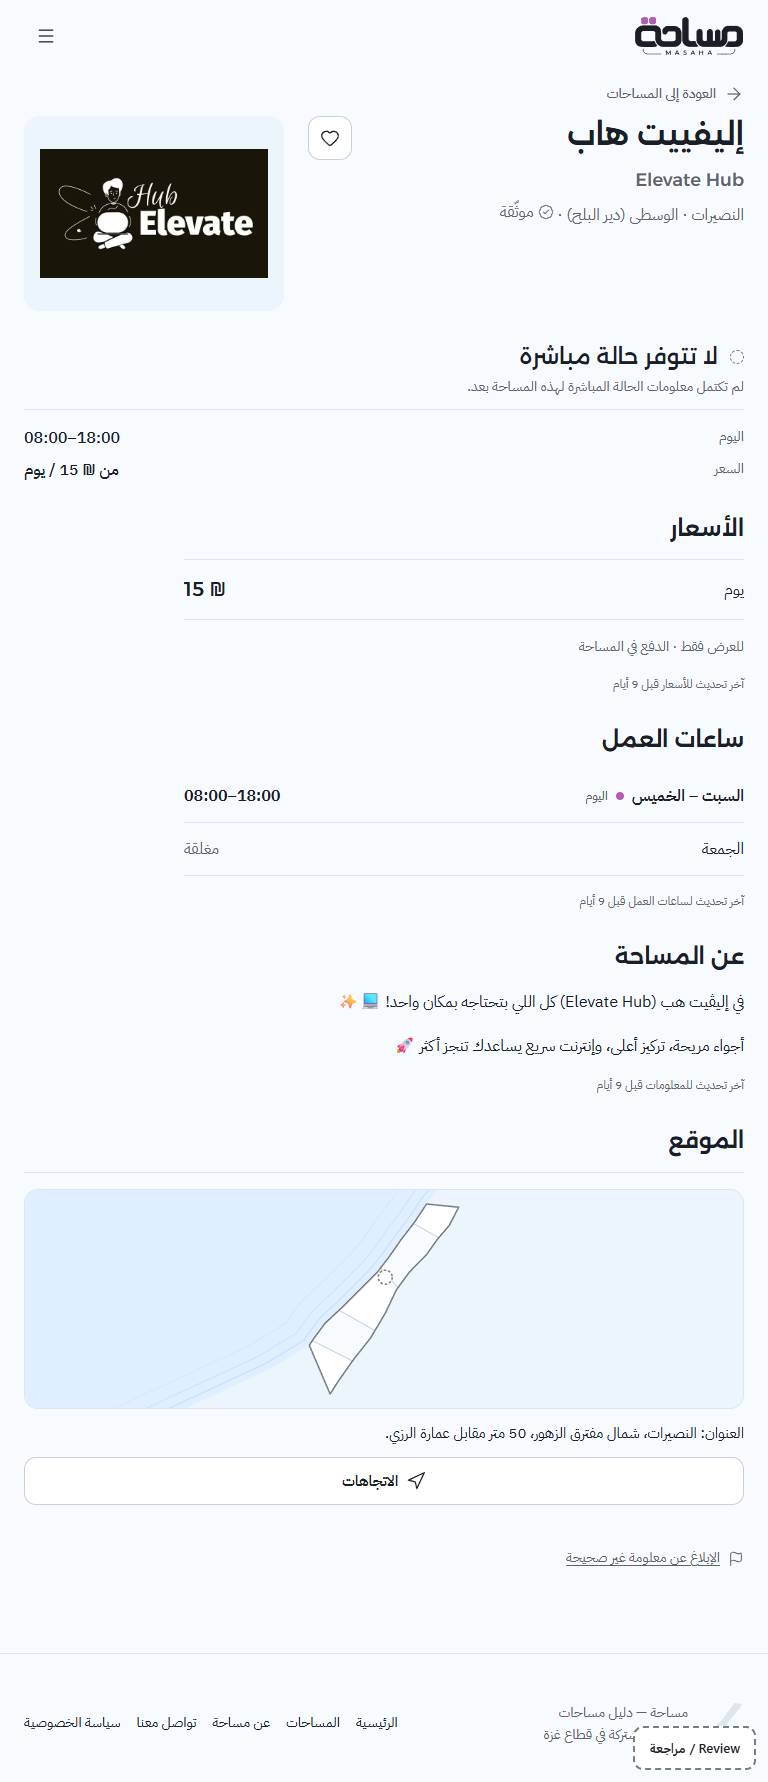 مساحة
MASAHA
العودة إلى المساحات
إليفييت هاب
Elevate Hub
النصيرات · الوسطى (دير البلح) · موثّقة
Hub
Elevate
لا تتوفر حالة مباشرة
لم تكتمل معلومات الحالة المباشرة لهذه المساحة بعد.
اليوم 08:00–18:00
السعر من ₪ 15 / يوم
الأسعار
يوم ₪ 15
للعرض فقط · الدفع في المساحة
آخر تحديث للأسعار قبل 9 أيام
ساعات العمل
السبت – الخميس اليوم 08:00–18:00
الجمعة مغلقة
آخر تحديث لساعات العمل قبل 9 أيام
عن المساحة
في إليڤيت هب (Elevate Hub) كل اللي بتحتاجه بمكان واحد! 💻 ✨
أجواء مريحة، تركيز أعلى، وإنترنت سريع يساعدك تنجز أكثر 🚀
آخر تحديث للمعلومات قبل 9 أيام
الموقع
العنوان: النصيرات، شمال مفترق الزهور، 50 متر مقابل عمارة الرزي.
الاتجاهات
الإبلاغ عن معلومة غير صحيحة
مساحة — دليل مساحات
في قطاع غزة
الرئيسية المساحات عن مساحة تواصل معنا سياسة الخصوصية
Review / مراجعة